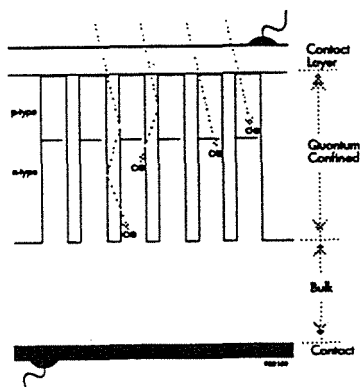 Contact
Layer
p-type
n-type
Quantum
Confined
Bulk
Contact